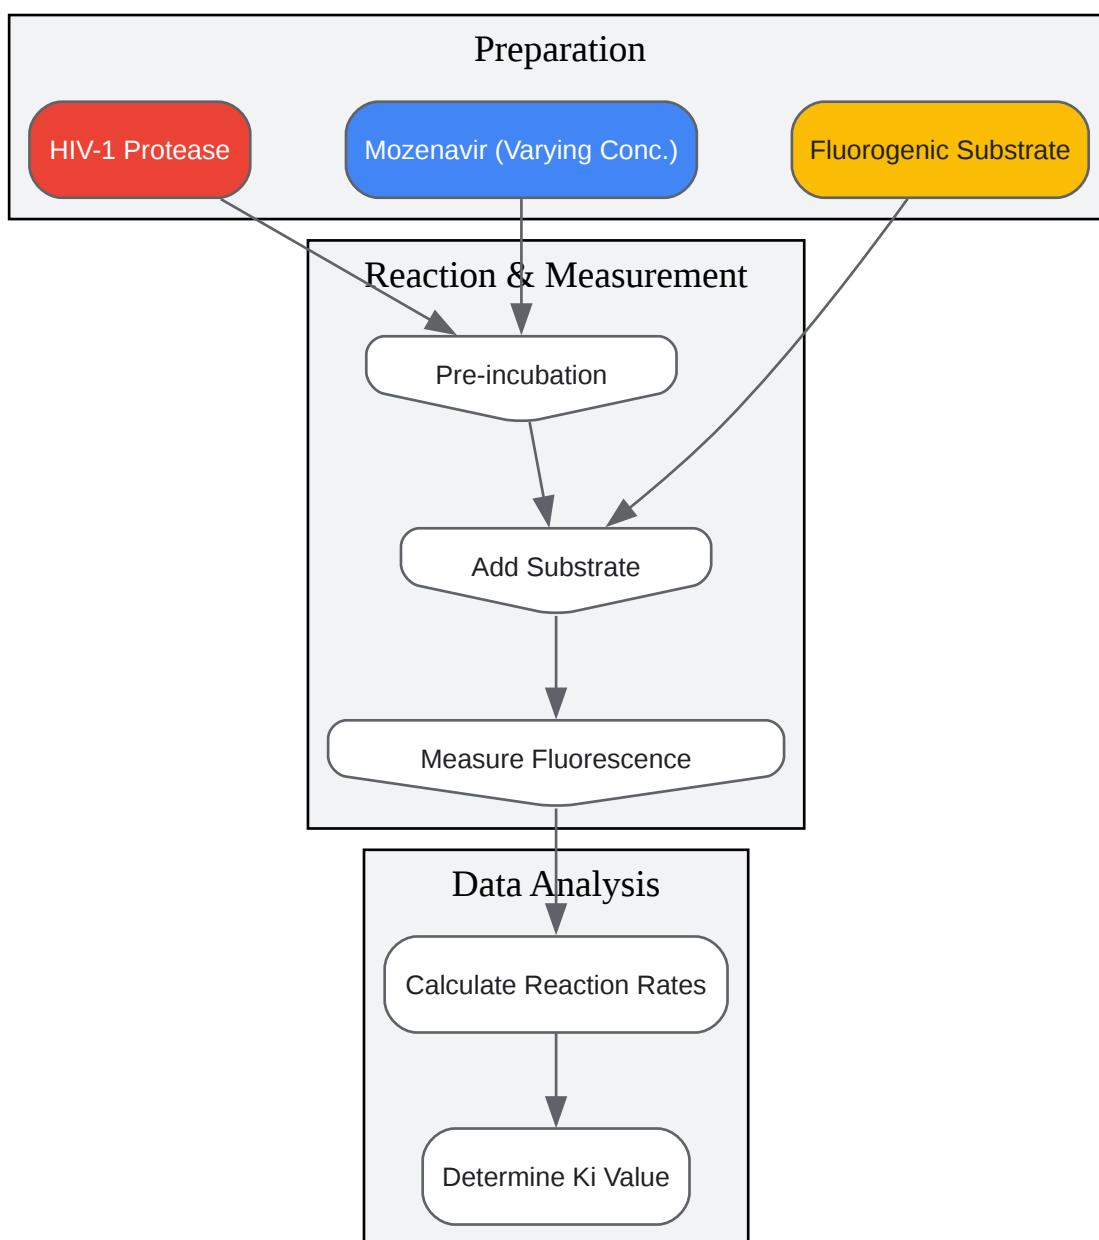 Preparation
HIV-1 Protease
Mozenavir (Varying Conc.)
Fluorogenic Substrate
Reaction & Measurement
Pre-incubation
Add Substrate
Measure Fluorescence
Data Analysis
Calculate Reaction Rates
Determine Ki Value